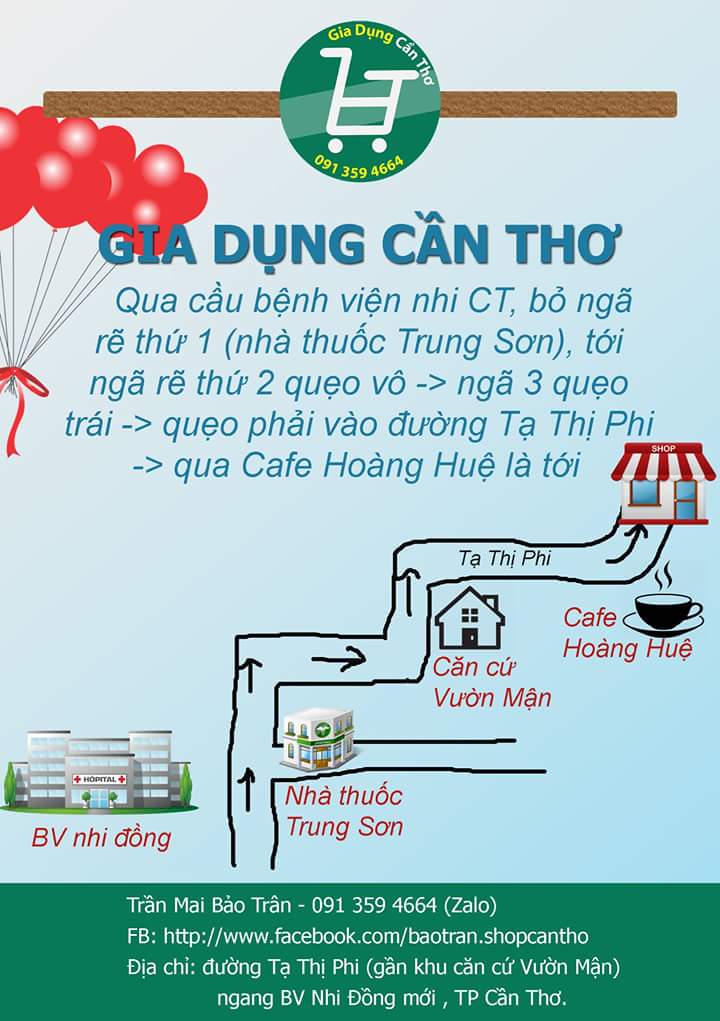 Gia Dụng Cần Thơ
091 359 4664
GIA DỤNG CẦN THƠ
Qua cầu bệnh viện nhi CT, bỏ ngã
rẽ thứ 1 (nhà thuốc Trung Sơn), tới
ngã rẽ thứ 2 quẹo vô -> ngã 3 quẹo
trái -> quẹo phải vào đường Tạ Thị Phi
-> qua Cafe Hoàng Huệ là tới
SHOP
Tạ Thị Phi
Cafe
Hoàng Huệ
Căn cứ
Vườn Mận
HÔPITAL
BV nhi đồng
Nhà thuốc
Trung Sơn
Trần Mai Bảo Trân - 091 359 4664 (Zalo)
FB: http://www.facebook.com/baotran.shopcantho
Địa chỉ: đường Tạ Thị Phi (gần khu căn cứ Vườn Mận)
ngang BV Nhi Đồng mới , TP Cần Thơ.